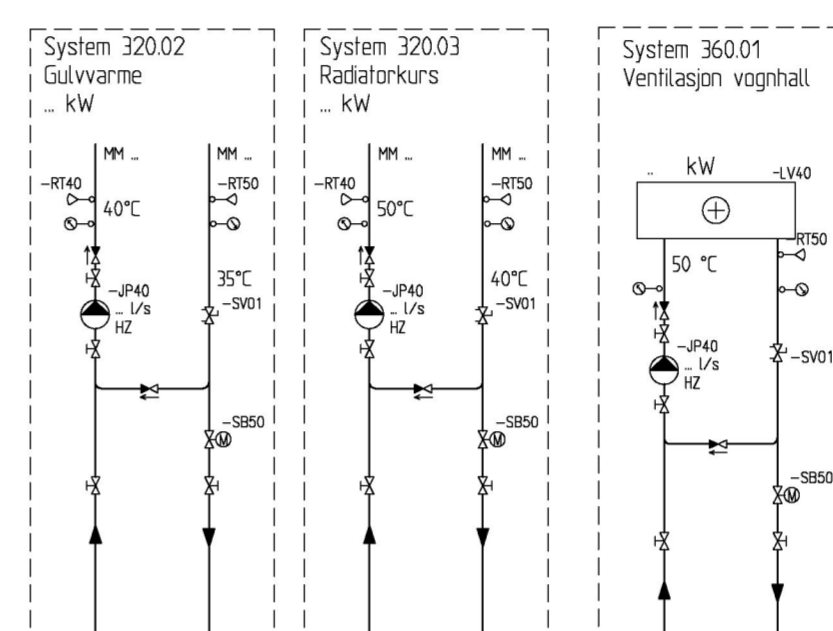 System 320.02
Gulvvarme
... kW
MM ...
MM ...
-RT40
-RT50
40°C
35°C
-JP40
... l/s
HZ
-SV01
-SB50
M
System 320.03
Radiatorkurs
... kW
MM ...
MM ...
-RT40
-RT50
50°C
40°C
-JP40
... l/s
HZ
-SV01
-SB50
M
System 360.01
Ventilasjon vognhall
.. kW
-LV40
-RT50
50 °C
-JP40
... l/s
HZ
-SV01
-SB50
M